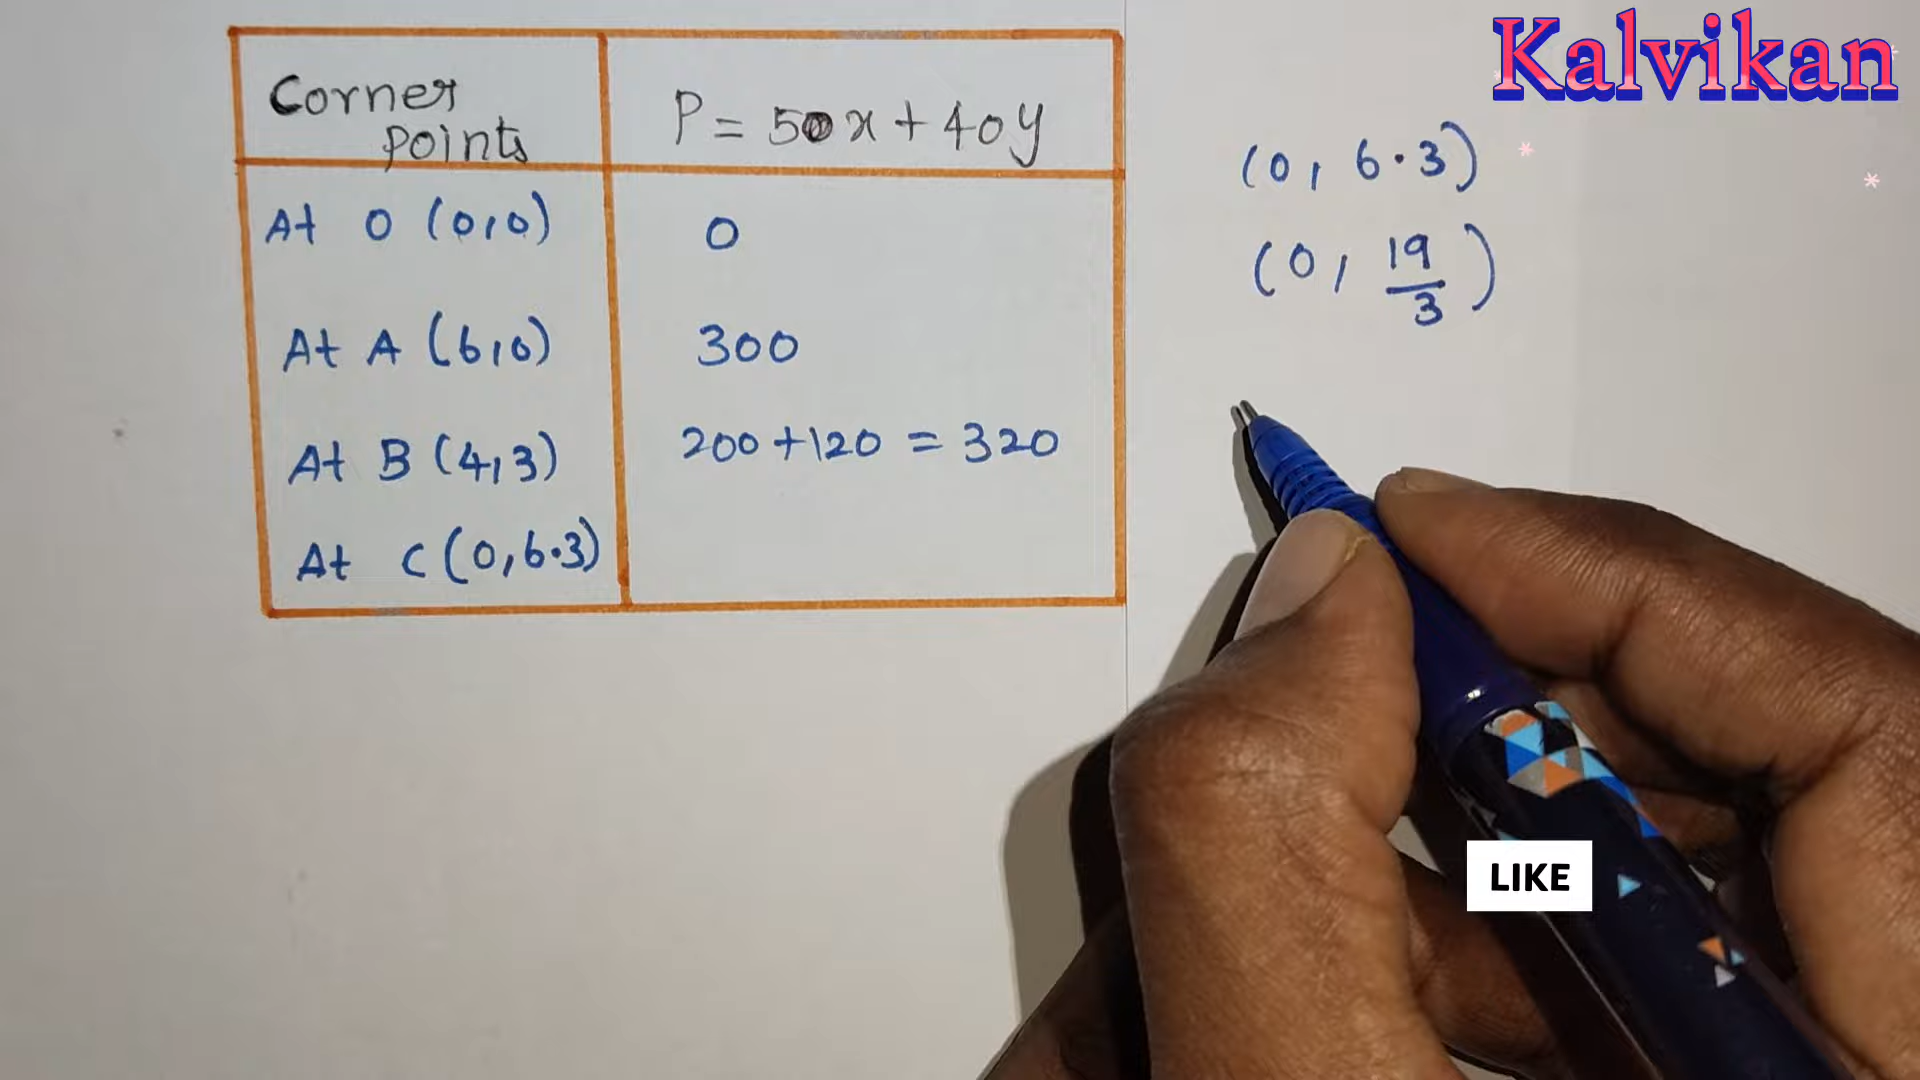 Kalvikan
Corner points
P = 50x + 40y
At O (0,0)
0
At A (6,0)
300
At B (4,3)
200+120 = 320
At C (0,6·3)
(0, 6·3)
(0, 19/3)
LIKE